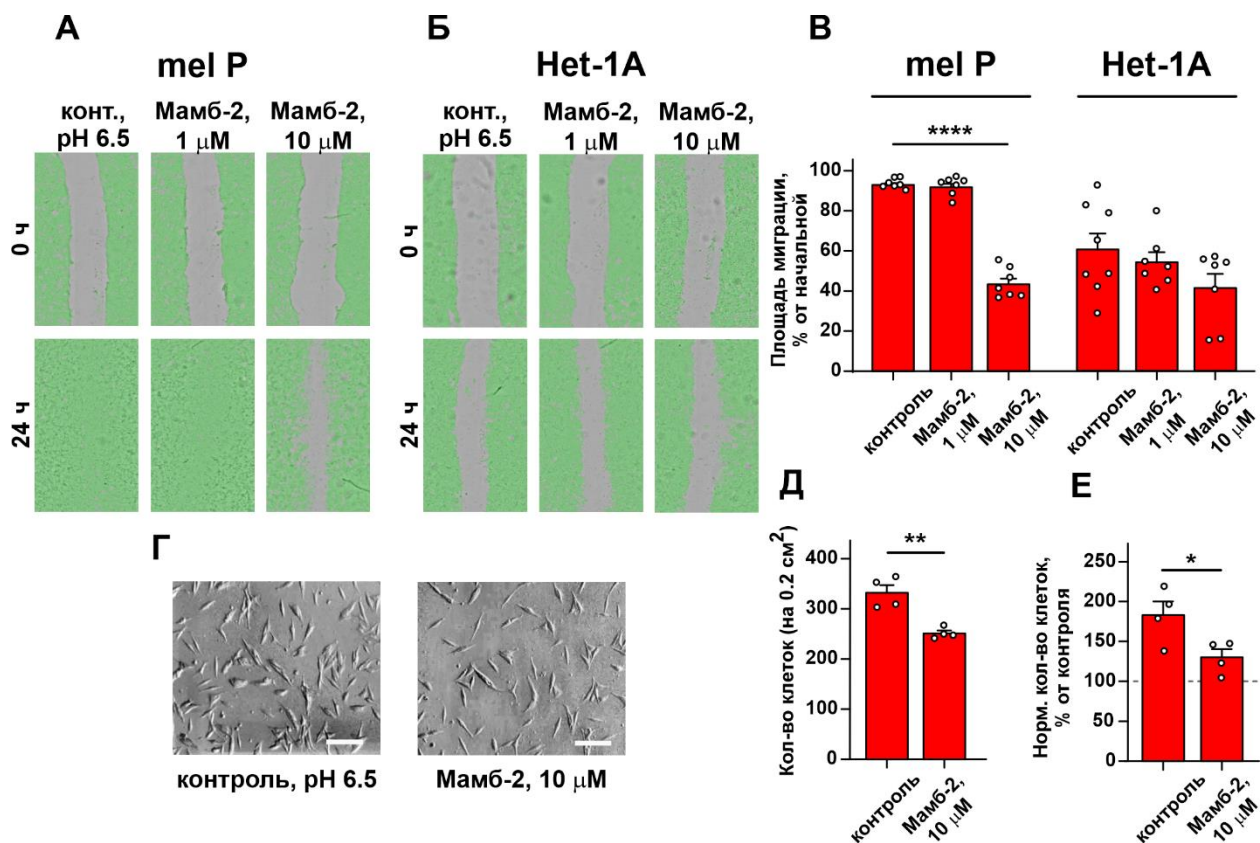 А
mel P
конт.,
pH 6.5
Мамб-2,
1 μM
Мамб-2,
10 μM
0 ч
24 ч
Б
Het-1A
конт.,
pH 6.5
Мамб-2,
1 μM
Мамб-2,
10 μM
0 ч
24 ч
В
mel P
Het-1A
****
Площадь миграции,
% от начальной
100
80
60
40
20
0
контроль
Мамб-2,
1 μM
Мамб-2,
10 μM
контроль
Мамб-2,
1 μM
Мамб-2,
10 μM
Г
контроль, pH 6.5
Мамб-2, 10 μM
Д
Кол-во клеток (на 0.2 см²)
400
300
200
300
0
**
контроль
Мамб-2,
10 μM
Е
Норм. кол-во клеток,
% от контроля
250
200
150
100
50
0
*
контроль
Мамб-2,
10 μM